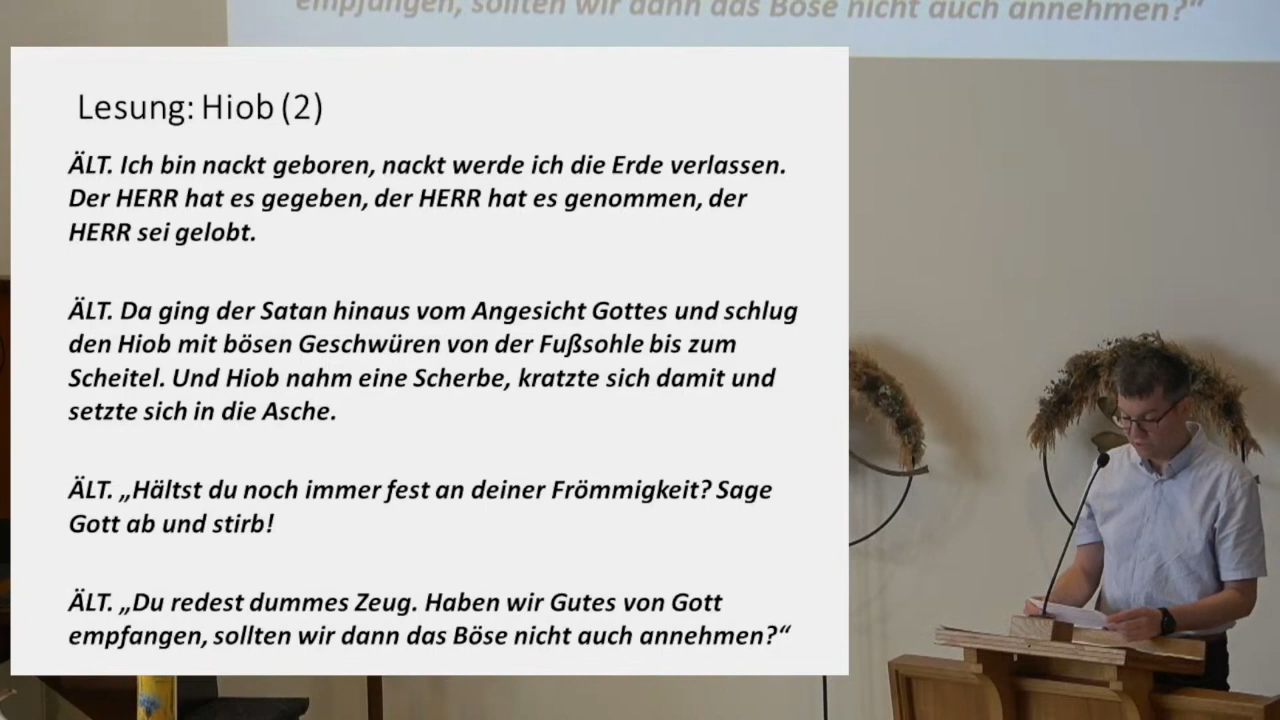 empfangen, sollten wir dann das Böse nicht auch annehmen?“
Lesung: Hiob (2)
ÄLT. Ich bin nackt geboren, nackt werde ich die Erde verlassen.
Der HERR hat es gegeben, der HERR hat es genommen, der
HERR sei gelobt.
ÄLT. Da ging der Satan hinaus vom Angesicht Gottes und schlug
den Hiob mit bösen Geschwüren von der Fußsohle bis zum
Scheitel. Und Hiob nahm eine Scherbe, kratzte sich damit und
setzte sich in die Asche.
ÄLT. „Hältst du noch immer fest an deiner Frömmigkeit? Sage
Gott ab und stirb!
ÄLT. „Du redest dummes Zeug. Haben wir Gutes von Gott
empfangen, sollten wir dann das Böse nicht auch annehmen?“